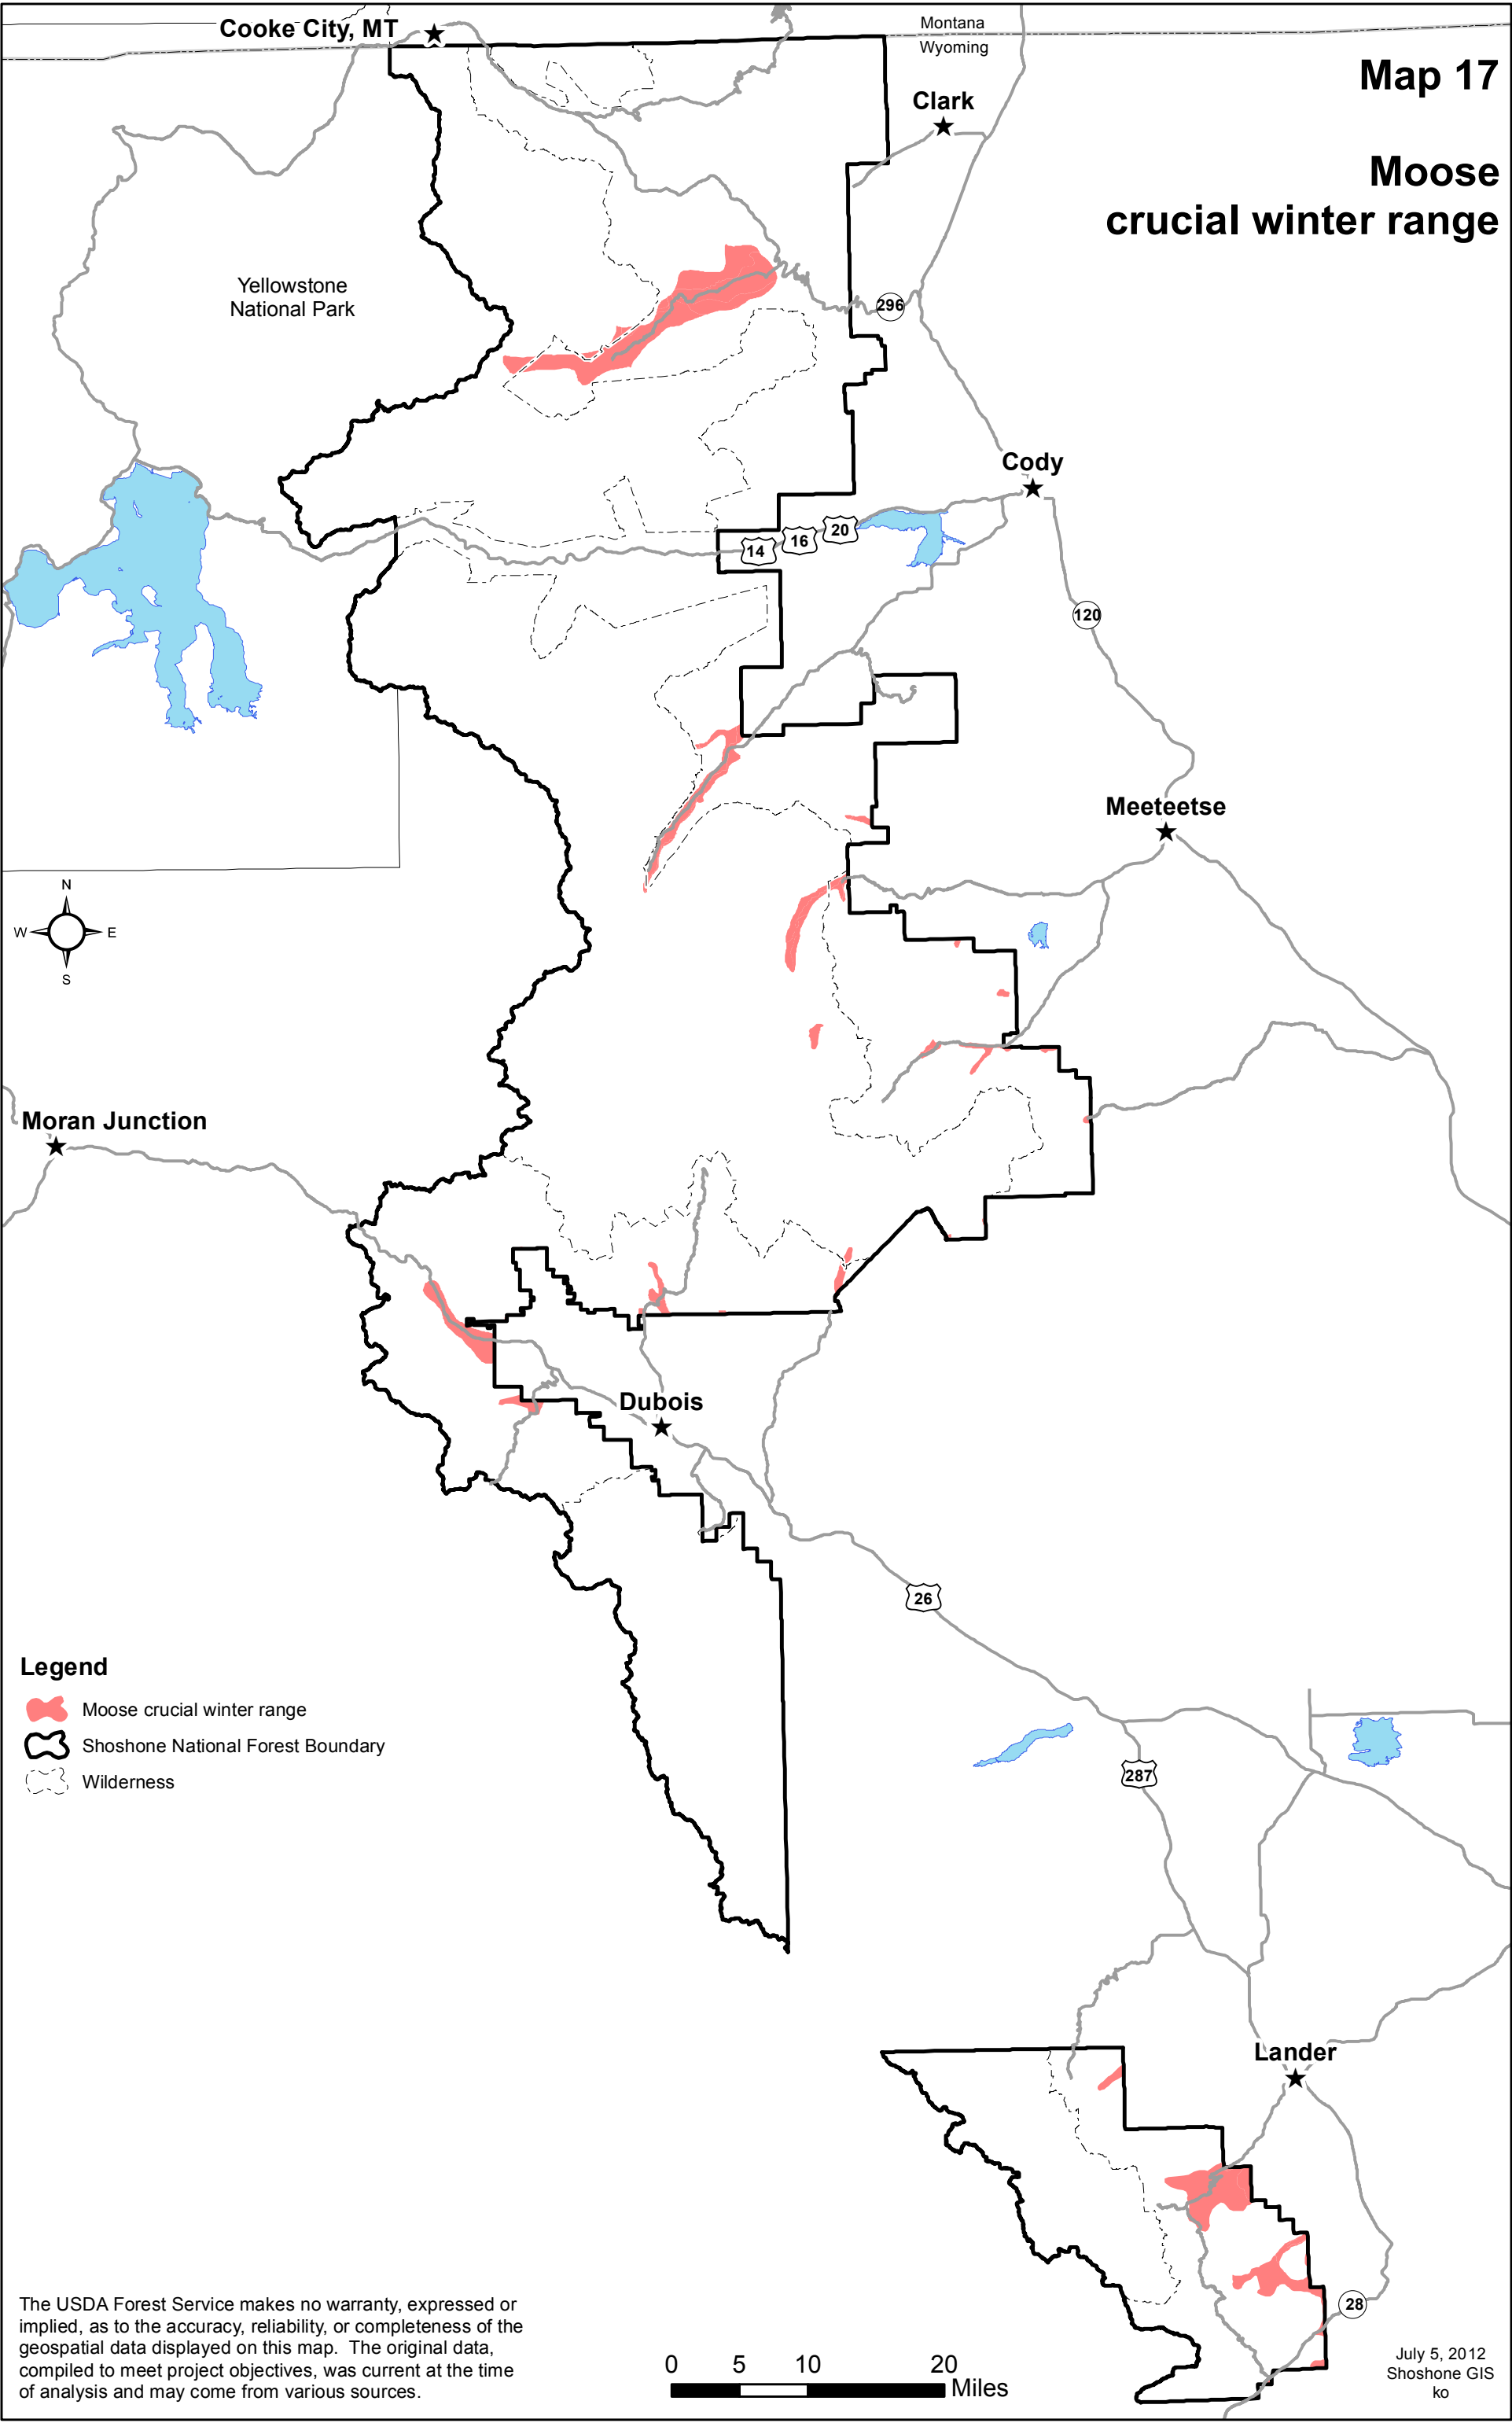 Cooke City, MT
Montana
Wyoming
Map 17
Clark
Moose
crucial winter range
Yellowstone
National Park
296
Cody
20
16
14
120
Meeteetse
N
W
E
S
Moran Junction
Dubois
26
Legend
Moose crucial winter range
Shoshone National Forest Boundary
Wilderness
287
Lander
28
The USDA Forest Service makes no warranty, expressed or
implied, as to the accuracy, reliability, or completeness of the
geospatial data displayed on this map.  The original data,
compiled to meet project objectives, was current at the time
of analysis and may come from various sources.
0 5 10 20
Miles
July 5, 2012
Shoshone GIS
ko